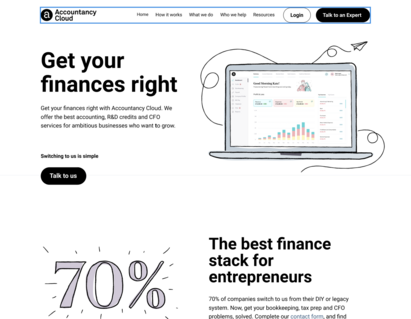 Accountancy
Cloud
Home How it works What we do Who we help Resources Login Talk to an Expert
Get your
finances right
Get your finances right with Accountancy Cloud. We
offer the best accounting, R&D credits and CFO
services for ambitious businesses who want to grow.
Switching to us is simple
Talk to us
70%
The best finance
stack for
entrepreneurs
70% of companies switch to us from their DIY or legacy
system. Now, get your bookkeeping, tax prep and CFO
problems, solved. Complete our contact form, and find